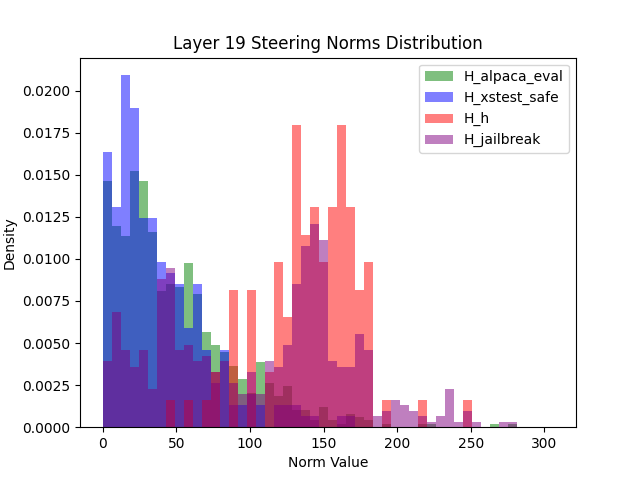 Layer 19 Steering Norms Distribution
H_alpaca_eval
H_xstest_safe
H_h
H_jailbreak
Density
0.0200
0.0175
0.0150
0.0125
0.0100
0.0075
0.0050
0.0025
0.0000
0 50 100 150 200 250 300
Norm Value